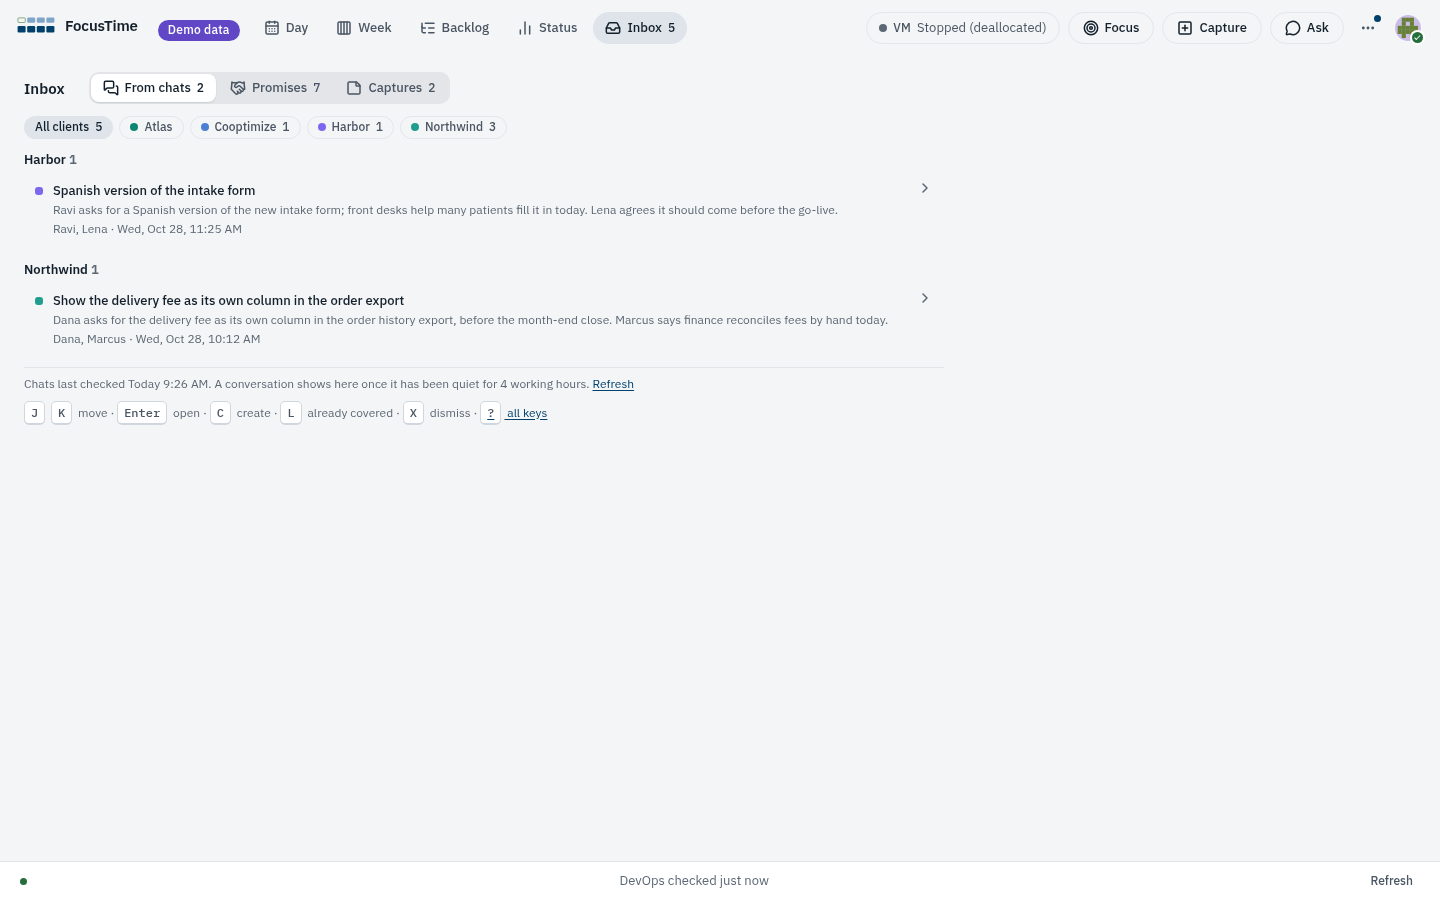 FocusTime Demo data Day Week Backlog Status Inbox 5 VM Stopped (deallocated) Focus Capture Ask
Inbox From chats 2 Promises 7 Captures 2
All clients 5 Atlas Cooptimize 1 Harbor 1 Northwind 3
Harbor 1
Spanish version of the intake form
Ravi asks for a Spanish version of the new intake form; front desks help many patients fill it in today. Lena agrees it should come before the go-live.
Ravi, Lena · Wed, Oct 28, 11:25 AM
Northwind 1
Show the delivery fee as its own column in the order export
Dana asks for the delivery fee as its own column in the order history export, before the month-end close. Marcus says finance reconciles fees by hand today.
Dana, Marcus · Wed, Oct 28, 10:12 AM
Chats last checked Today 9:26 AM. A conversation shows here once it has been quiet for 4 working hours. Refresh
J K move · Enter open · C create · L already covered · X dismiss · ? all keys
DevOps checked just now Refresh